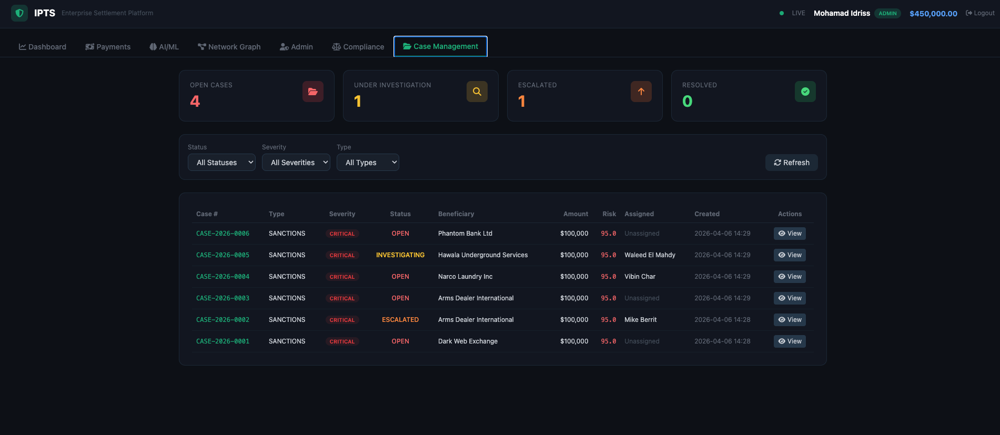 IPTS Enterprise Settlement Platform LIVE Mohamad Idriss ADMIN $450,000.00 Logout
Dashboard Payments AI/ML Network Graph Admin Compliance Case Management
OPEN CASES UNDER INVESTIGATION ESCALATED RESOLVED
4 1 1 0
Status Severity Type
All Statuses All Severities All Types Refresh
Case # Type Severity Status Beneficiary Amount Risk Assigned Created Actions
CASE-2026-0006 SANCTIONS CRITICAL OPEN Phantom Bank Ltd $100,000 95.0 Unassigned 2026-04-06 14:29 View
CASE-2026-0005 SANCTIONS CRITICAL INVESTIGATING Hawala Underground Services $100,000 95.0 Waleed El Mahdy 2026-04-06 14:29 View
CASE-2026-0004 SANCTIONS CRITICAL OPEN Narco Laundry Inc $100,000 95.0 Vibin Char 2026-04-06 14:29 View
CASE-2026-0003 SANCTIONS CRITICAL OPEN Arms Dealer International $100,000 95.0 Unassigned 2026-04-06 14:29 View
CASE-2026-0002 SANCTIONS CRITICAL ESCALATED Arms Dealer International $100,000 95.0 Mike Berrit 2026-04-06 14:28 View
CASE-2026-0001 SANCTIONS CRITICAL OPEN Dark Web Exchange $100,000 95.0 Unassigned 2026-04-06 14:28 View